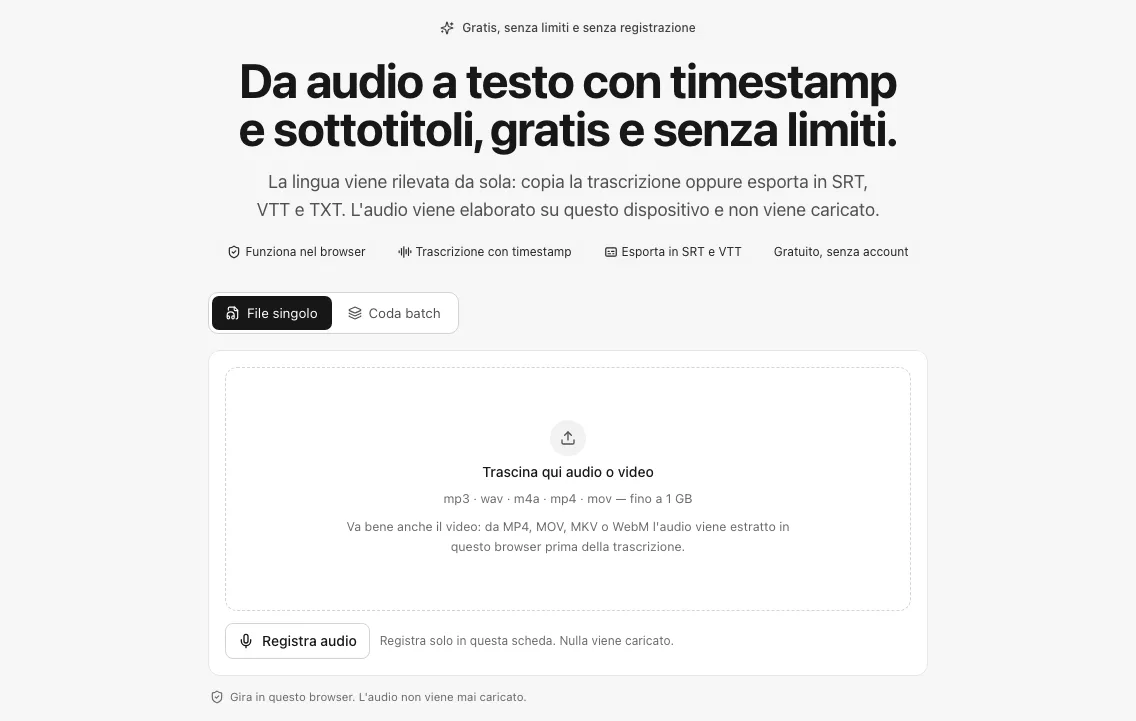 Gratis, senza limiti e senza registrazione
Da audio a testo con timestamp
e sottotitoli, gratis e senza limiti.
La lingua viene rilevata da sola: copia la trascrizione oppure esporta in SRT,
VTT e TXT. L'audio viene elaborato su questo dispositivo e non viene caricato.
Funziona nel browser
Trascrizione con timestamp
Esporta in SRT e VTT
Gratuito, senza account
File singolo
Coda batch
Trascina qui audio o video
mp3 · wav · m4a · mp4 · mov — fino a 1 GB
Va bene anche il video: da MP4, MOV, MKV o WebM l'audio viene estratto in
questo browser prima della trascrizione.
Registra audio
Registra solo in questa scheda. Nulla viene caricato.
Gira in questo browser. L'audio non viene mai caricato.